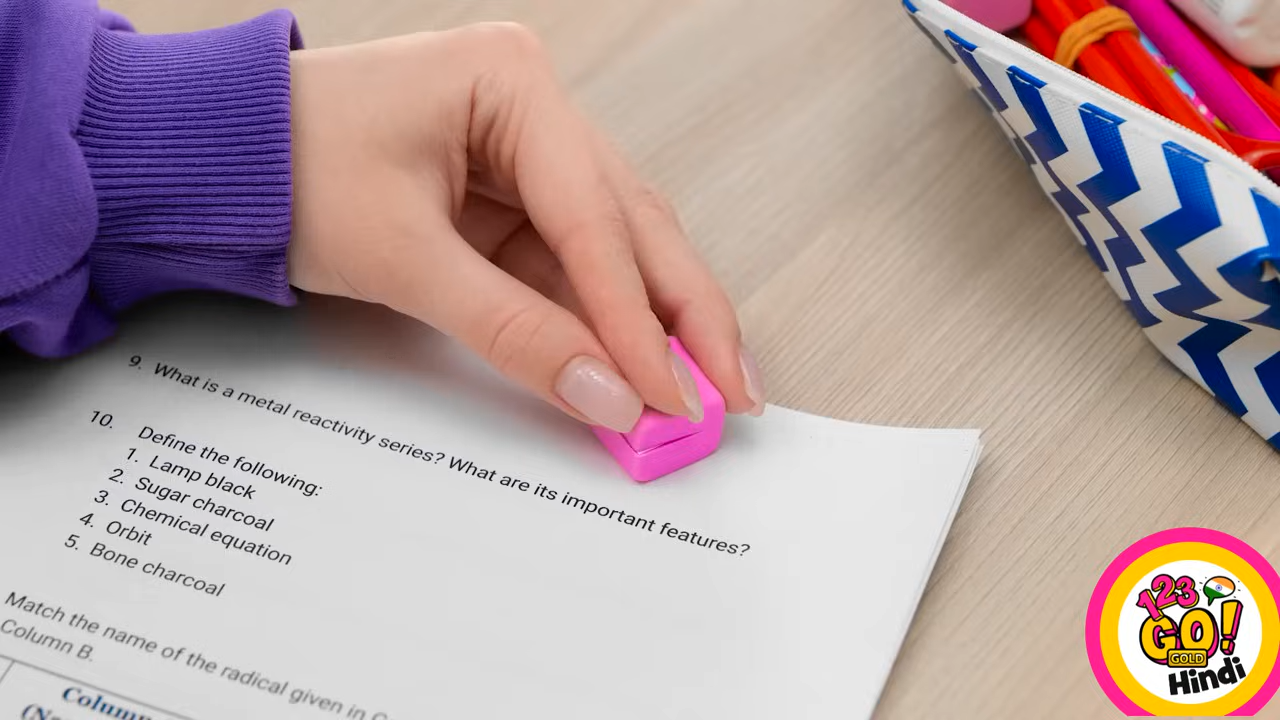 9. What is a metal reactivity series? What are its important features?
10. Define the following:
1. Lamp black
2. Sugar charcoal
3. Chemical equation
4. Orbit
5. Bone charcoal
Match the name of the radical given in
Column B.
123
GO!
GOLD
Hindi